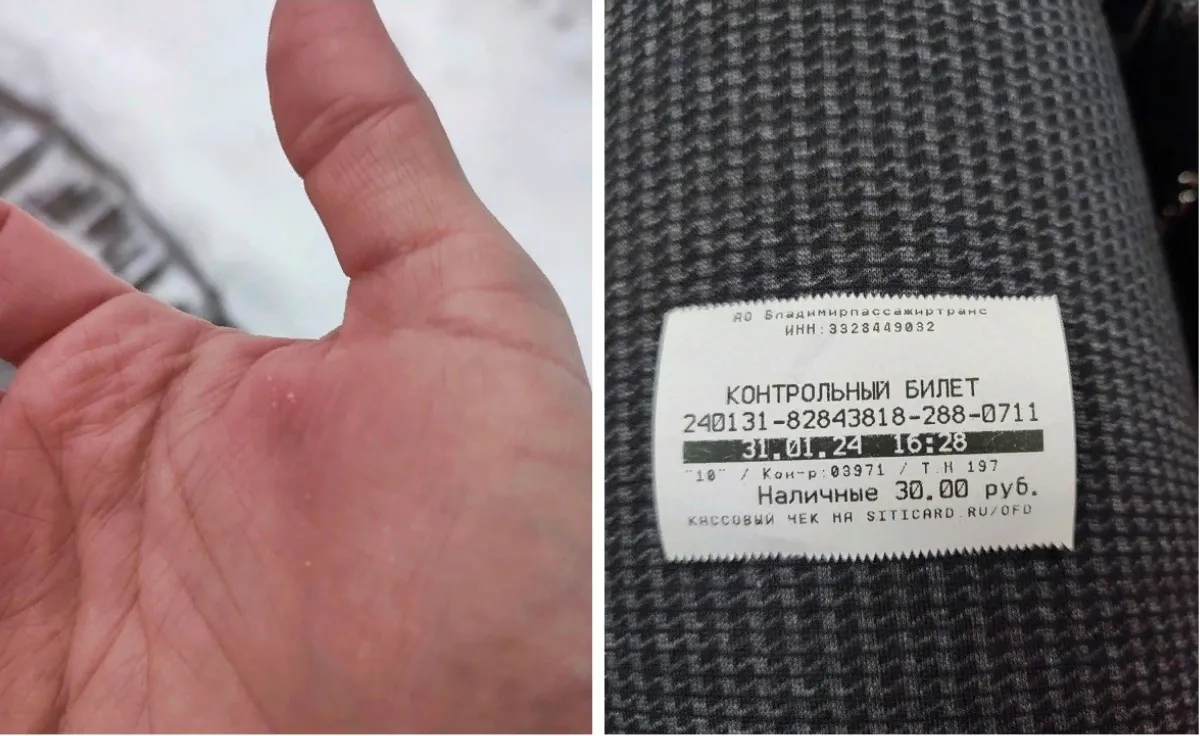 АО Владимирпассажиртранс
ИНН:3328449032
КОНТРОЛЬНЫЙ БИЛЕТ
240131-82843818-288-0711
31.01.24 16:28
"10" / Кон-р:03971 / Т.Н 197
Наличные 30.00 руб.
КАССОВЫЙ ЧЕК НА SITICARD.RU/OFD